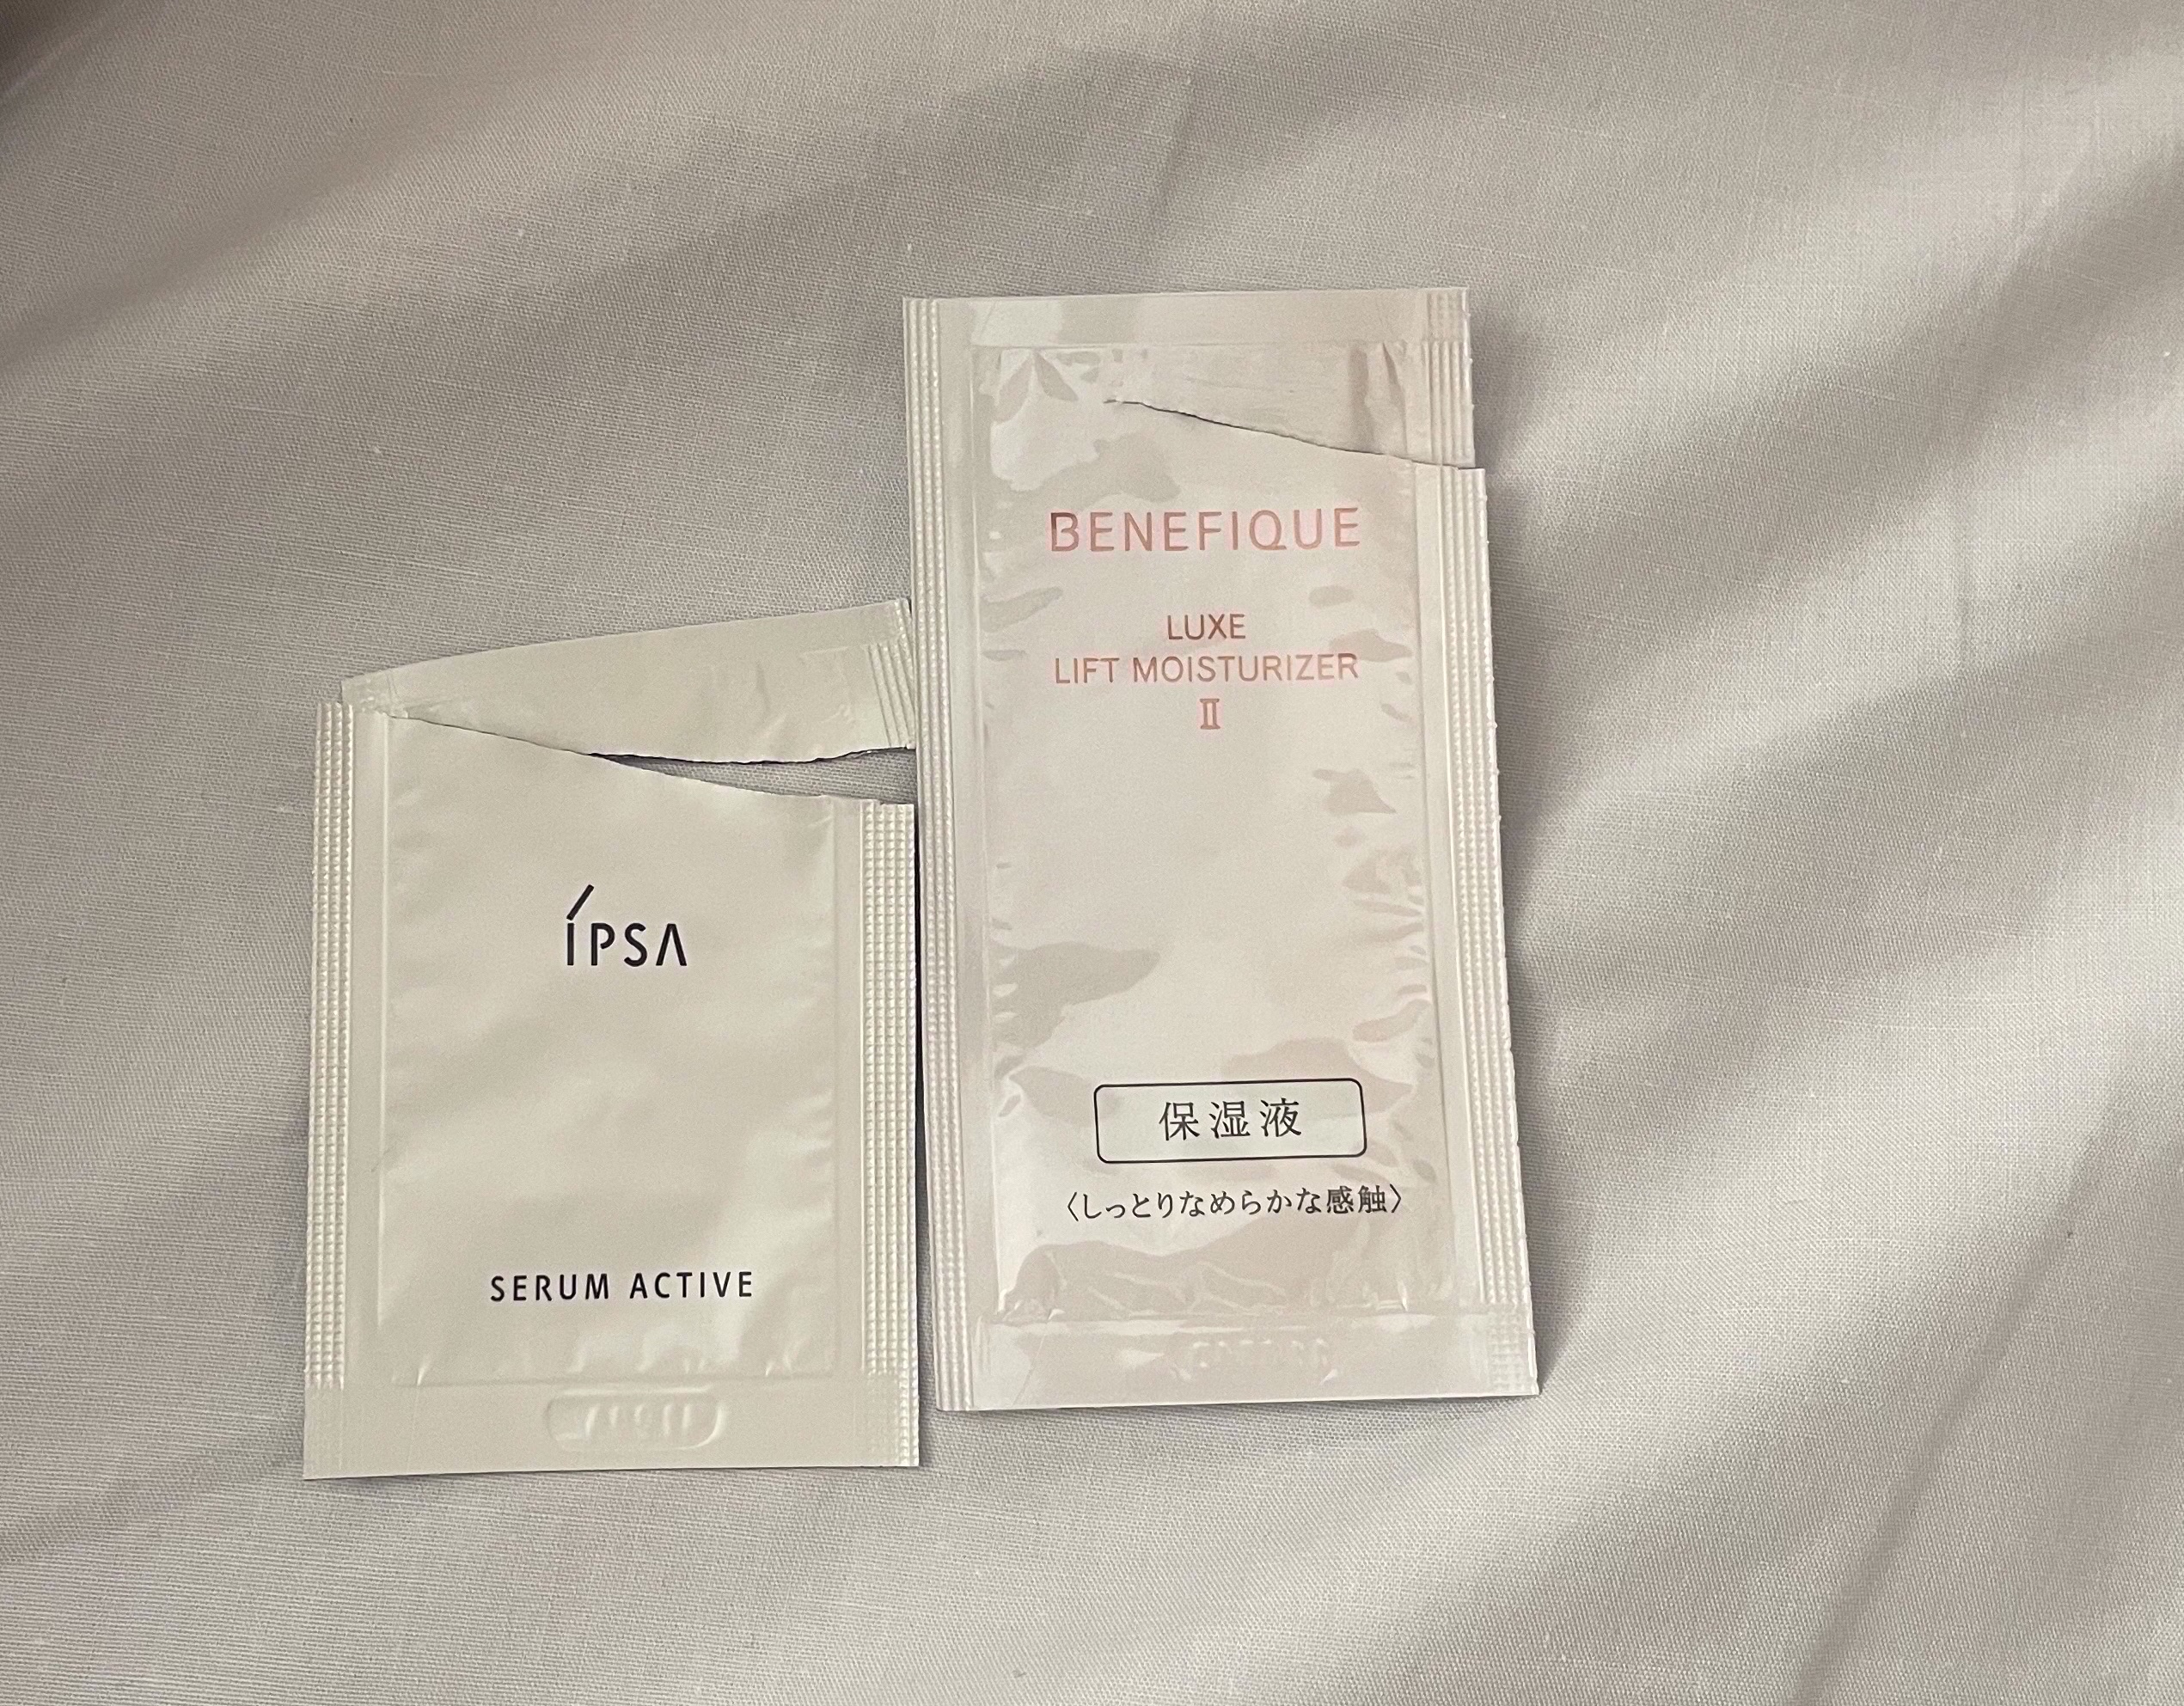 ÍPSA
SERUM ACTIVE
BENEFIQUE
LUXE
LIFT MOISTURIZER
Ⅱ
保湿液
〈しっとりなめらかな感触〉